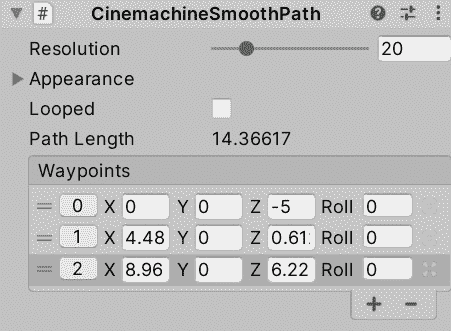 # CinemachineSmoothPath
Resolution 20
Appearance
Looped
Path Length 14.36617
Waypoints
0 X 0 Y 0 Z -5 Roll 0
1 X 4.48 Y 0 Z 0.61 Roll 0
2 X 8.96 Y 0 Z 6.22 Roll 0
+ −